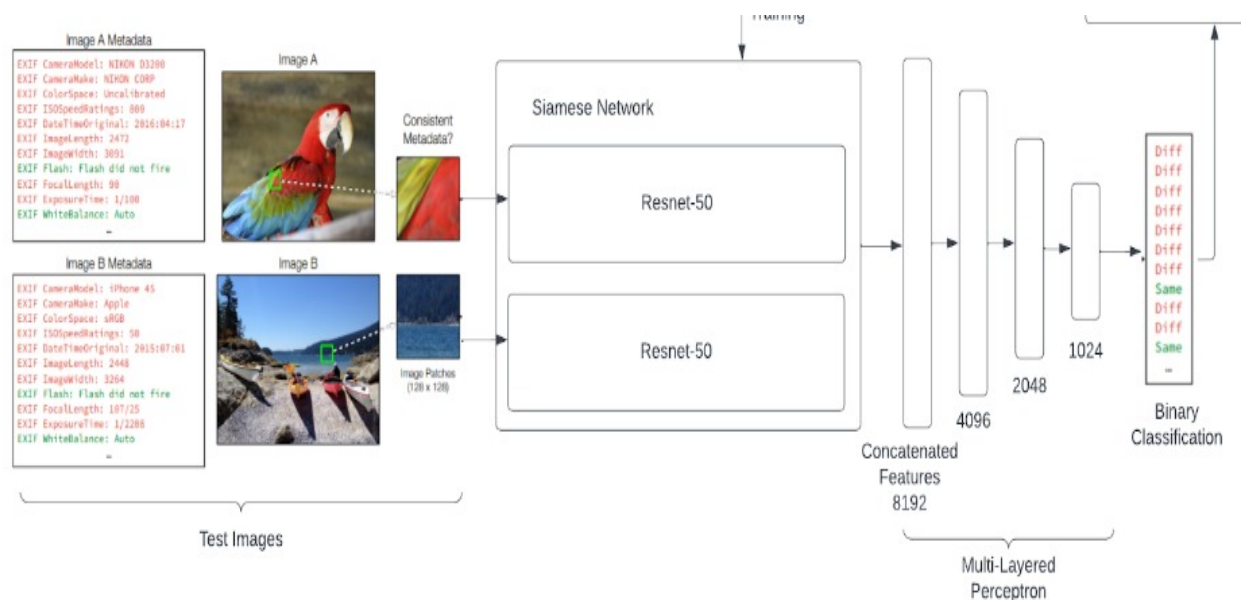 Training
Image A Metadata
EXIF CameraModel: NIKON D3200
EXIF CameraMake: NIKON CORP
EXIF ColorSpace: Uncalibrated
EXIF ISOSpeedRatings: 800
EXIF DateTimeOriginal: 2016:04:17
EXIF ImageLength: 2472
EXIF ImageWidth: 3091
EXIF Flash: Flash did not fire
EXIF FocalLength: 90
EXIF ExposureTime: 1/100
EXIF WhiteBalance: Auto
...
Image A
Consistent
Metadata?
Image B Metadata
EXIF CameraModel: iPhone 4S
EXIF CameraMake: Apple
EXIF ColorSpace: sRGB
EXIF ISOSpeedRatings: 50
EXIF DateTimeOriginal: 2015:07:01
EXIF ImageLength: 2448
EXIF ImageWidth: 3264
EXIF Flash: Flash did not fire
EXIF FocalLength: 107/25
EXIF ExposureTime: 1/2208
EXIF WhiteBalance: Auto
...
Image B
Image Patches
(128 x 128)
Test Images
Siamese Network
Resnet-50
Resnet-50
Concatenated
Features
8192
4096
2048
1024
Multi-Layered
Perceptron
Diff
Diff
Diff
Diff
Diff
Diff
Diff
Same
Diff
Diff
Same
...
Binary
Classification